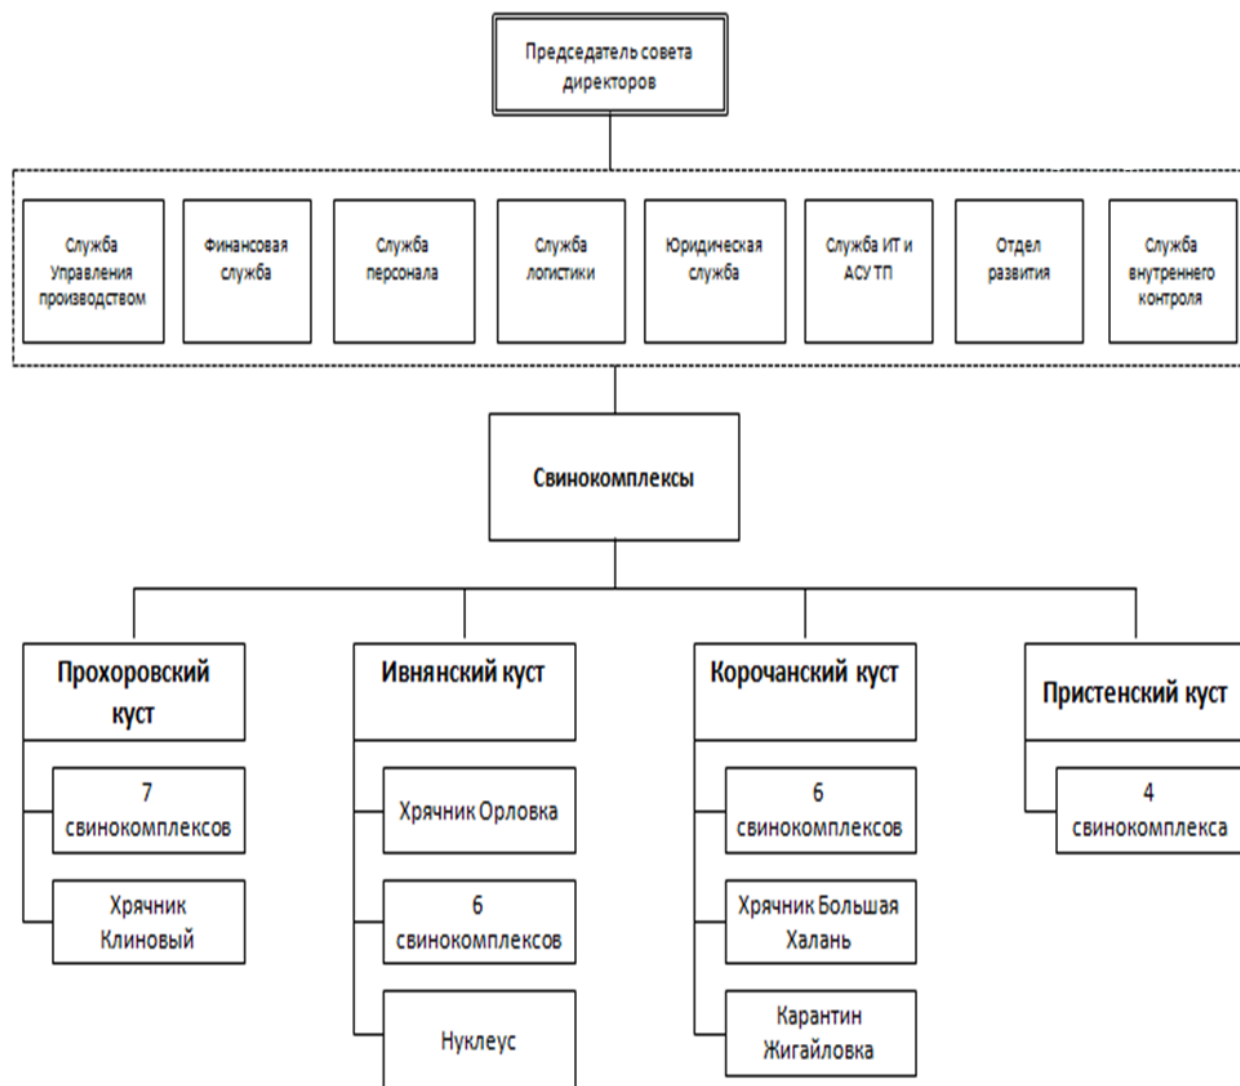 Председатель совета
директоров
Служба
Управления
производством
Финансовая
служба
Служба
персонала
Служба
логистики
Юридическая
служба
Служба ИТ и
АСУ ТП
Отдел
развития
Служба
внутреннего
контроля
Свинокомплексы
Прохоровский
куст
7
свинокомплексов
Хрячник
Клиновый
Ивнянский куст
Хрячник Орловка
6
свинокомплексов
Нуклеус
Корочанский куст
6
свинокомплексов
Хрячник Большая
Халань
Карантин
Жигайловка
Пристенский куст
4
свинокомплекса